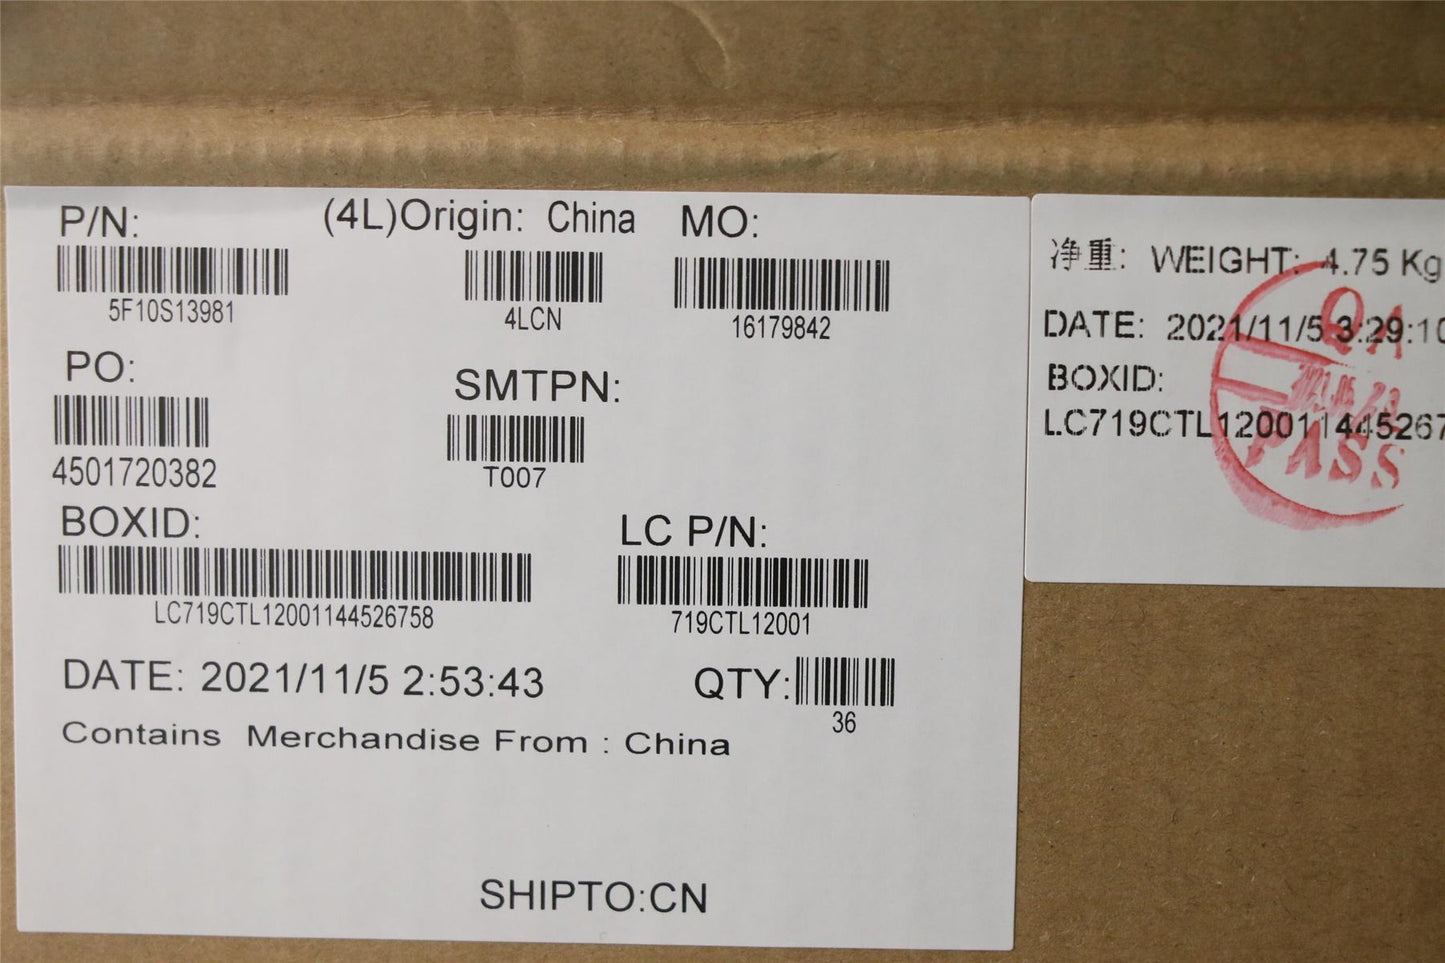 P/N:
(4L)Origin: China
MO:
5F10S13981
4LCN
16179842
PO:
SMTPN:
4501720382
T007
BOXID:
LC P/N:
LC719CTL12001144526758
719CTL12001
DATE: 2021/11/5 2:53:43
QTY:
36
Contains Merchandise From : China
SHIPTO:CN
净重: WEIGHT: 4.75 Kg
DATE: 2021/11/5 3:29:10
BOXID:
LC719CTL120011445267
QA
PASS